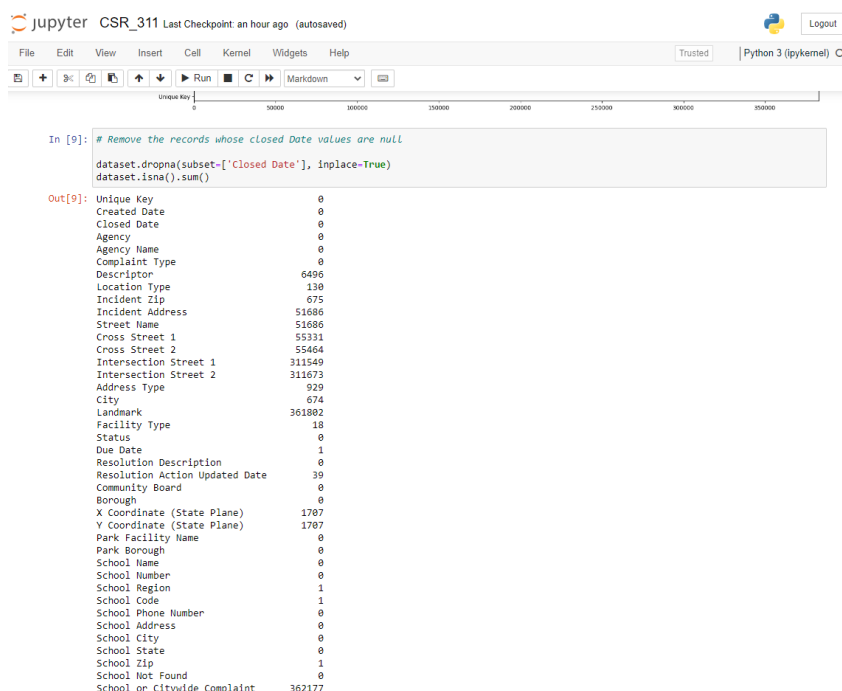 jupyter CSR_311 Last Checkpoint: an hour ago (autosaved)
Logout
File Edit View Insert Cell Kernel Widgets Help
Trusted
Python 3 (ipykernel)
Run
Markdown
Unique Key
0 50000 100000 150000 200000 250000 300000 350000
In [9]: # Remove the records whose closed Date values are null
dataset.dropna(subset=['Closed Date'], inplace=True)
dataset.isna().sum()
Out[9]: Unique Key 0
Created Date 0
Closed Date 0
Agency 0
Agency Name 0
Complaint Type 0
Descriptor 6496
Location Type 130
Incident Zip 675
Incident Address 51686
Street Name 51686
Cross Street 1 55331
Cross Street 2 55464
Intersection Street 1 311549
Intersection Street 2 311673
Address Type 929
City 674
Landmark 361802
Facility Type 18
Status 0
Due Date 1
Resolution Description 0
Resolution Action Updated Date 39
Community Board 0
Borough 0
X Coordinate (State Plane) 1707
Y Coordinate (State Plane) 1707
Park Facility Name 0
Park Borough 0
School Name 0
School Number 0
School Region 1
School Code 1
School Phone Number 0
School Address 0
School City 0
School State 0
School Zip 1
School Not Found 0
School or Citywide Complaint 362177